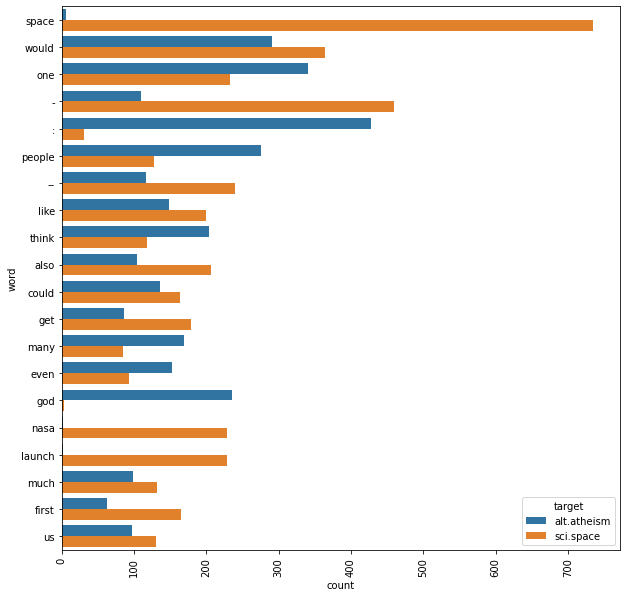 space
would
one
-
:
people
--
like
think
also
could
get
many
even
god
nasa
launch
much
first
us
word
0 100 200 300 400 500 600 700
count
target
alt.atheism
sci.space